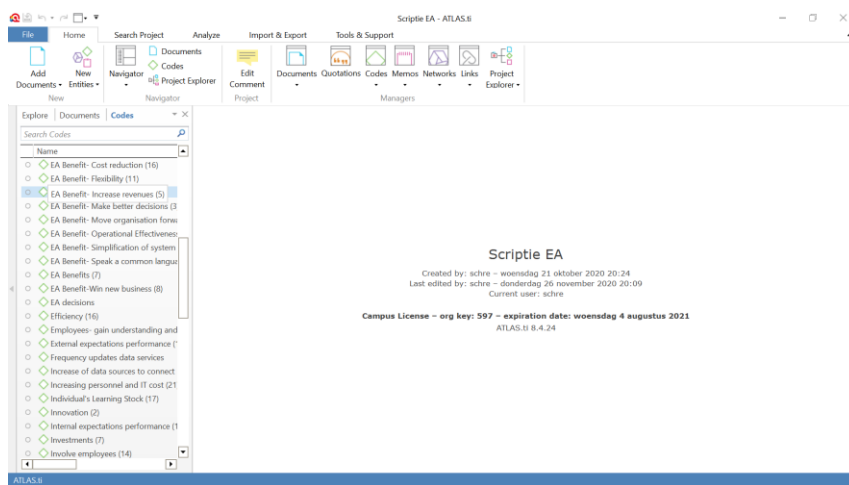 Scriptie EA - ATLAS.ti
File Home Search Project Analyze Import & Export Tools & Support
Add Documents
New Entities
Navigator
Documents
Codes
Project Explorer
Edit Comment
Documents Quotations Codes Memos Networks Links
Project Explorer
New Navigator Project Managers
Explore Documents Codes
Search Codes
Name
EA Benefit- Cost reduction (16)
EA Benefit- Flexibility (11)
EA Benefit- Increase revenues (5)
EA Benefit- Make better decisions (3
EA Benefit- Move organisation forwa
EA Benefit- Operational Effectivenes
EA Benefit- Simplification of system
EA Benefit- Speak a common langua
EA Benefits (7)
EA Benefit-Win new business (8)
EA decisions
Efficiency (16)
Employees- gain understanding and
External expectations performance (
Frequency updates data services
Increase of data sources to connect
Increasing personnel and IT cost (21
Individual's Learning Stock (17)
Innovation (2)
Internal expectations performance (1
Investments (7)
Involve employees (14)
Scriptie EA
Created by: schre – woensdag 21 oktober 2020 20:24
Last edited by: schre – donderdag 26 november 2020 20:09
Current user: schre
Campus License – org key: 597 – expiration date: woensdag 4 augustus 2021
ATLAS.ti 8.4.24
ATLAS.ti